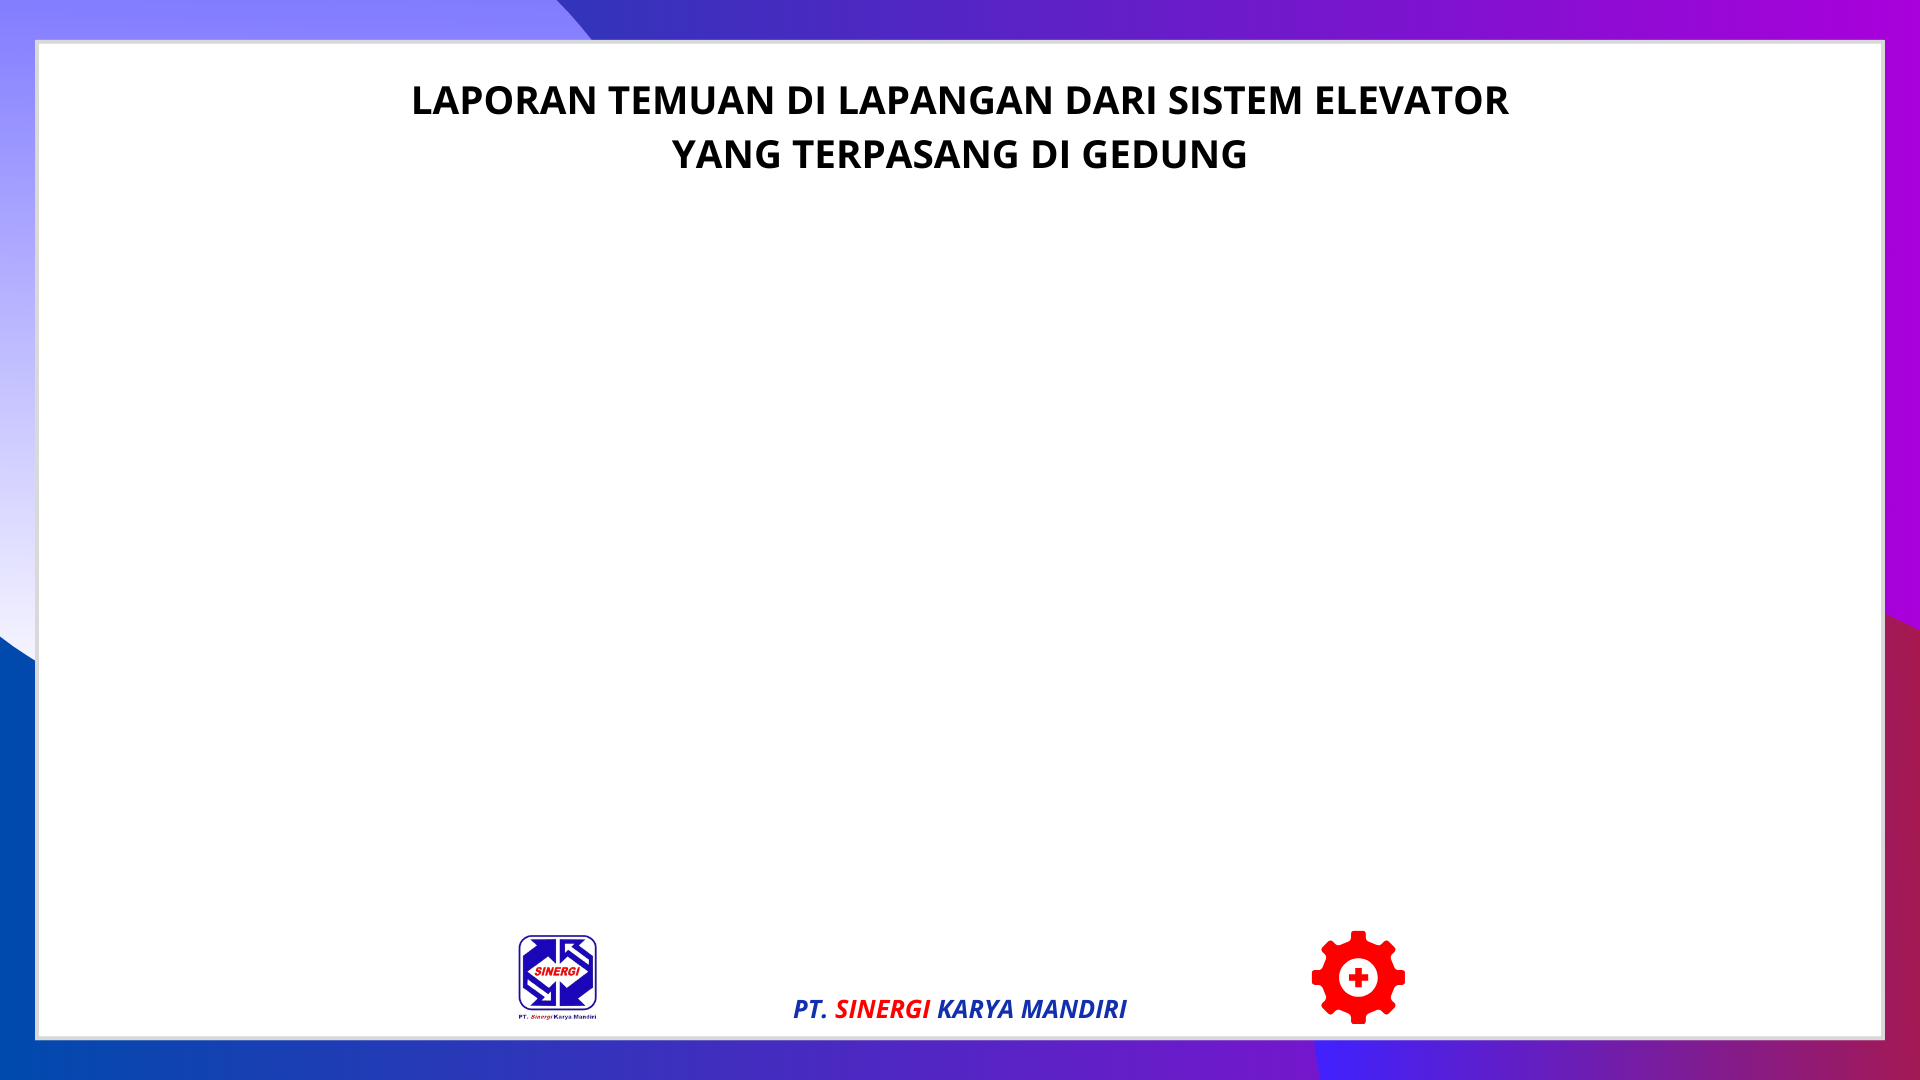 LAPORAN TEMUAN DI LAPANGAN DARI SISTEM ELEVATOR
YANG TERPASANG DI GEDUNG
SINERGI
PT. Sinergi Karya Mandiri
PT. SINERGI KARYA MANDIRI